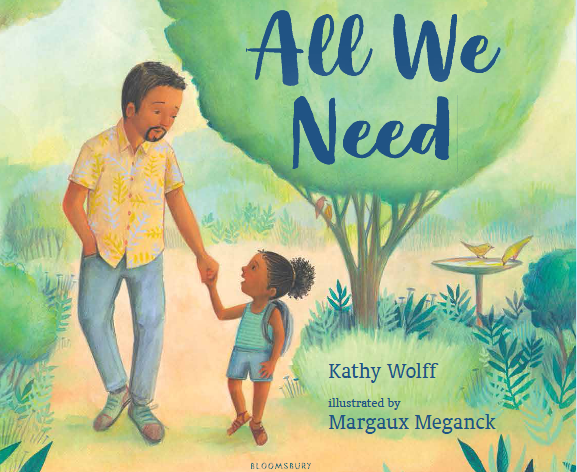 All We
Need
Kathy Wolff
illustrated by
Margaux Meganck
BLOOMSBURY